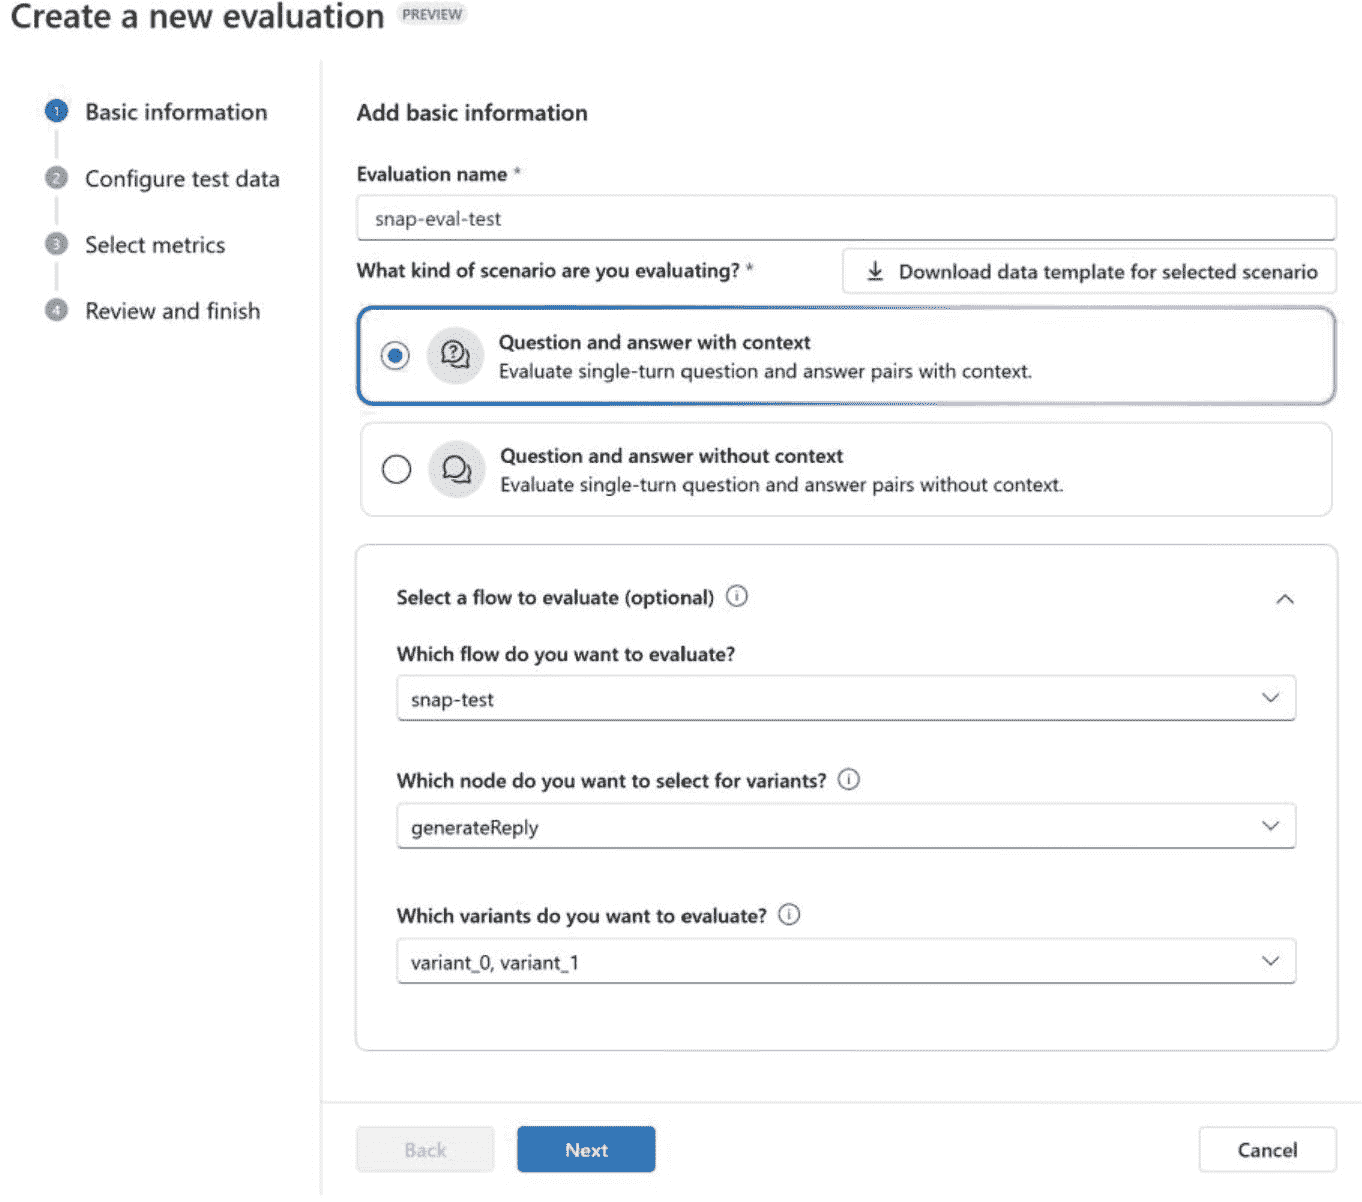 Create a new evaluation PREVIEW
1 Basic information
2 Configure test data
3 Select metrics
4 Review and finish
Add basic information
Evaluation name *
snap-eval-test
What kind of scenario are you evaluating? *
Download data template for selected scenario
Question and answer with context
Evaluate single-turn question and answer pairs with context.
Question and answer without context
Evaluate single-turn question and answer pairs without context.
Select a flow to evaluate (optional)
Which flow do you want to evaluate?
snap-test
Which node do you want to select for variants?
generateReply
Which variants do you want to evaluate?
variant_0, variant_1
Back
Next
Cancel